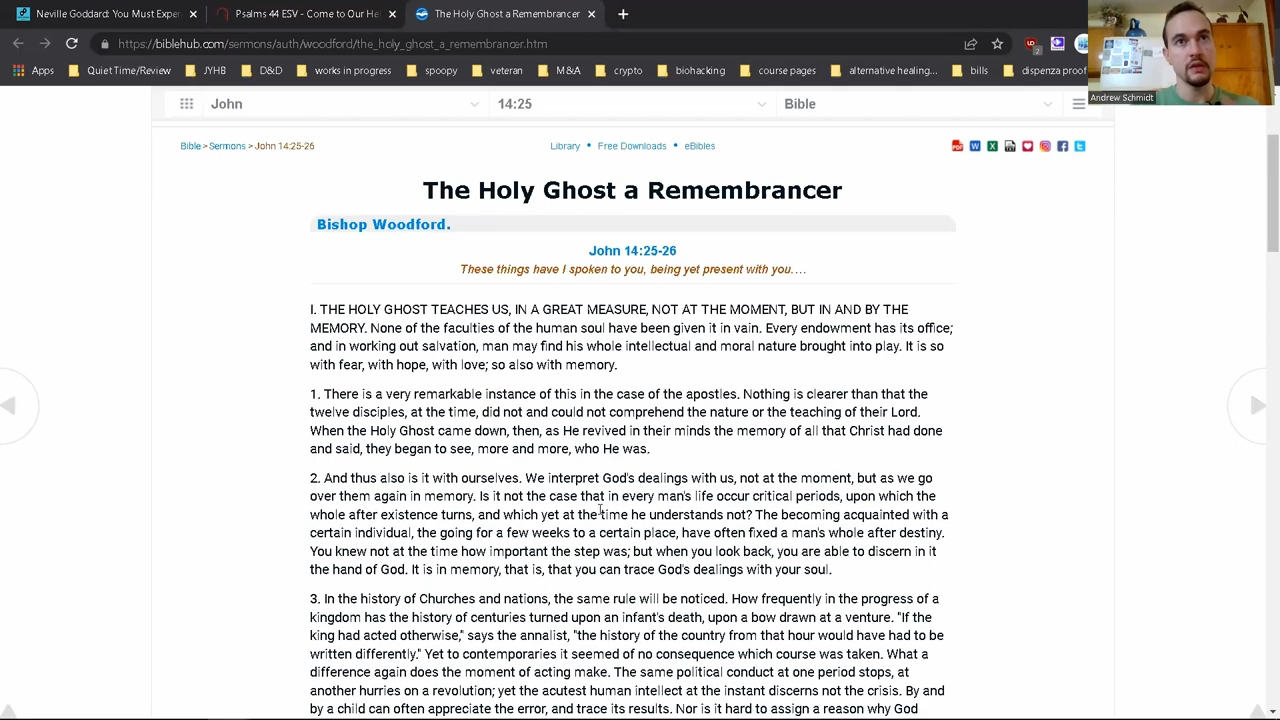 Neville Goddard: You Must Exper
Psalms 44 ESV - Come to Our He
The Holy Ghost a Remembrancer
https://biblehub.com/sermons/auth/woodford/the_holy_ghost_a_remembrancer.htm
2
Apps
Quiet Time/Review
JYHB
D&D
works in progress
spanpy
veteran
M&A
crypto
biohacking
course pages
bills
dispenza proof
Andrew Schmidt
John
14:25
Bible
Bible > Sermons > John 14:25-26
Library • Free Downloads • eBibles
The Holy Ghost a Remembrancer
Bishop Woodford.
John 14:25-26
These things have I spoken to you, being yet present with you....
I. THE HOLY GHOST TEACHES US, IN A GREAT MEASURE, NOT AT THE MOMENT, BUT IN AND BY THE
MEMORY. None of the faculties of the human soul have been given it in vain. Every endowment has its office;
and in working out salvation, man may find his whole intellectual and moral nature brought into play. It is so
with fear, with hope, with love; so also with memory.
1. There is a very remarkable instance of this in the case of the apostles. Nothing is clearer than that the
twelve disciples, at the time, did not and could not comprehend the nature or the teaching of their Lord.
When the Holy Ghost came down, then, as He revived in their minds the memory of all that Christ had done
and said, they began to see, more and more, who He was.
2. And thus also is it with ourselves. We interpret God's dealings with us, not at the moment, but as we go
over them again in memory. Is it not the case that in every man's life occur critical periods, upon which the
whole after existence turns, and which yet at the time he understands not? The becoming acquainted with a
certain individual, the going for a few weeks to a certain place, have often fixed a man's whole after destiny.
You knew not at the time how important the step was; but when you look back, you are able to discern in it
the hand of God. It is in memory, that is, that you can trace God's dealings with your soul.
3. In the history of Churches and nations, the same rule will be noticed. How frequently in the progress of a
kingdom has the history of centuries turned upon an infant's death, upon a bow drawn at a venture. "If the
king had acted otherwise," says the annalist, "the history of the country from that hour would have had to be
written differently." Yet to contemporaries it seemed of no consequence which course was taken. What a
difference again does the moment of acting make. The same political conduct at one period stops, at
another hurries on a revolution; yet the acutest human intellect at the instant discerns not the crisis. By and
by a child can often appreciate the error, and trace its results. Nor is it hard to assign a reason why God